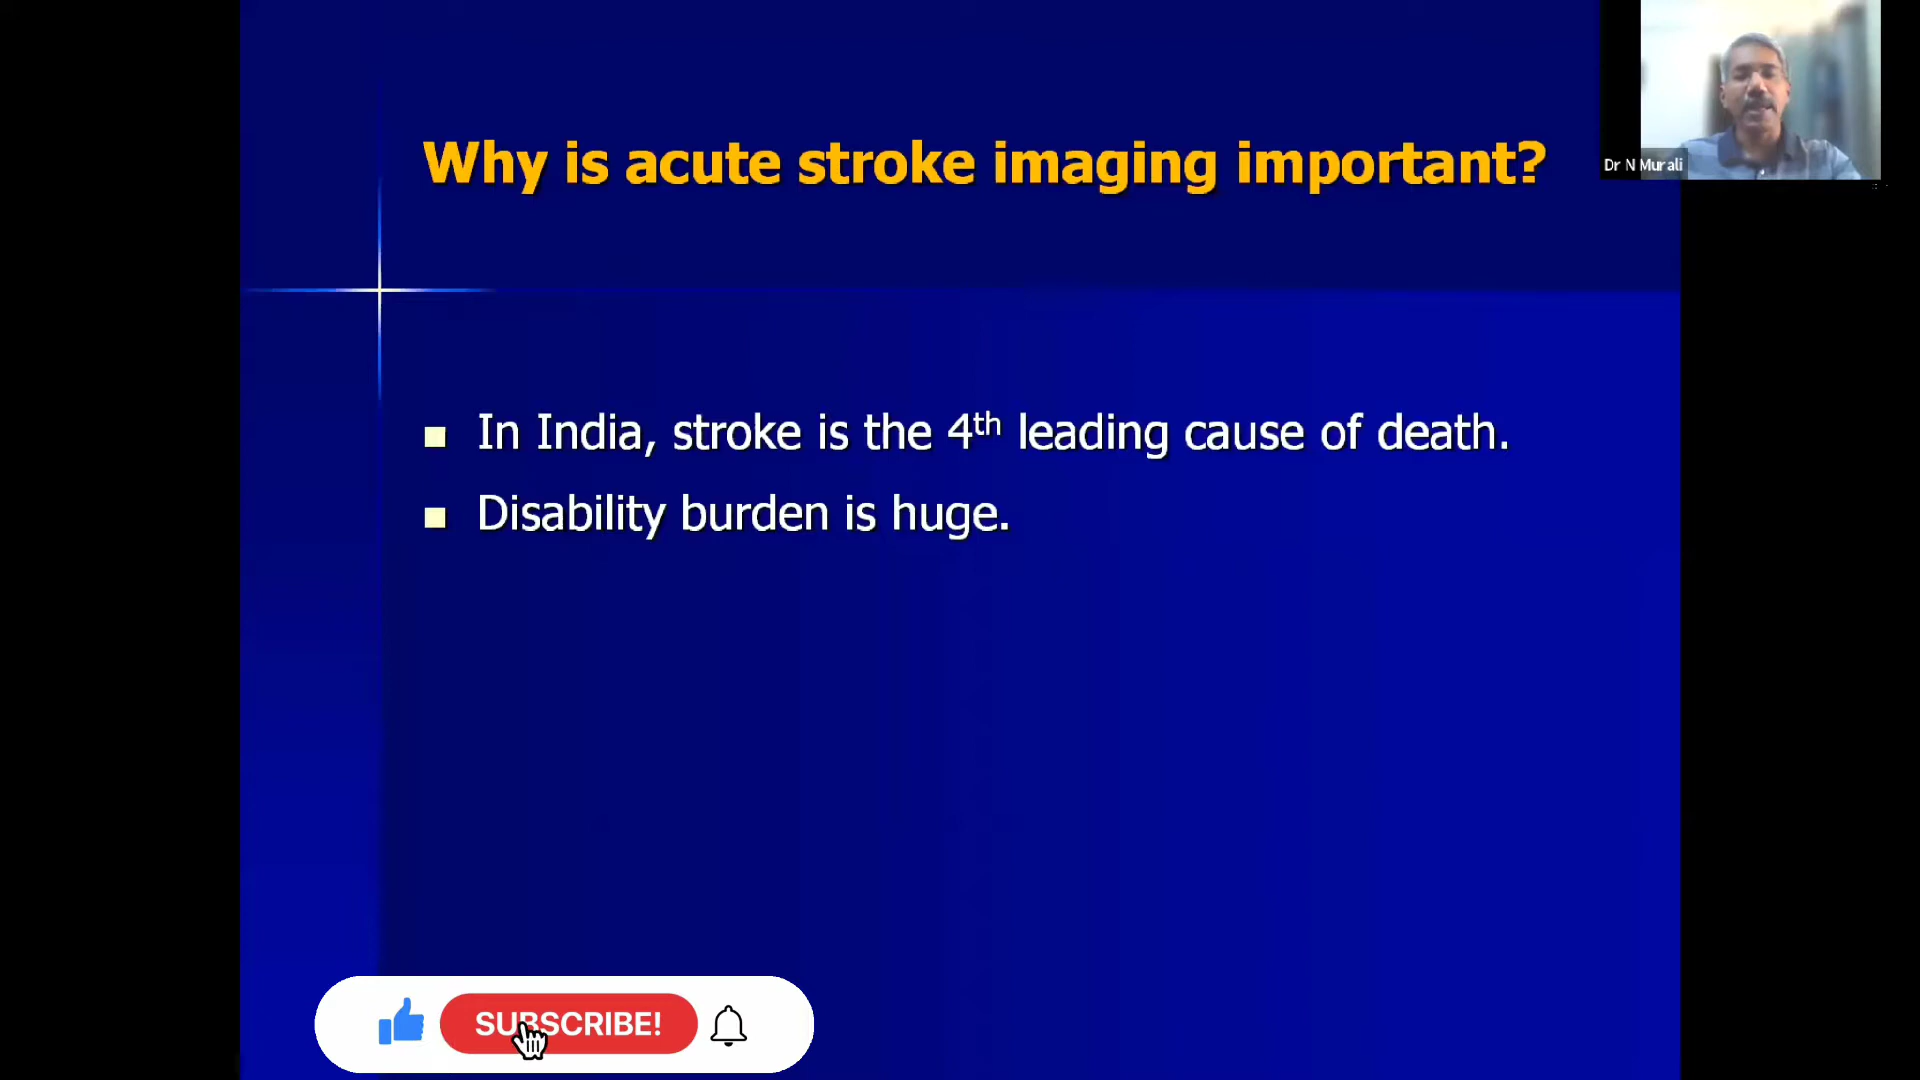 Why is acute stroke imaging important?
Dr N Murali
In India, stroke is the 4th leading cause of death.
Disability burden is huge.
SUBSCRIBE!